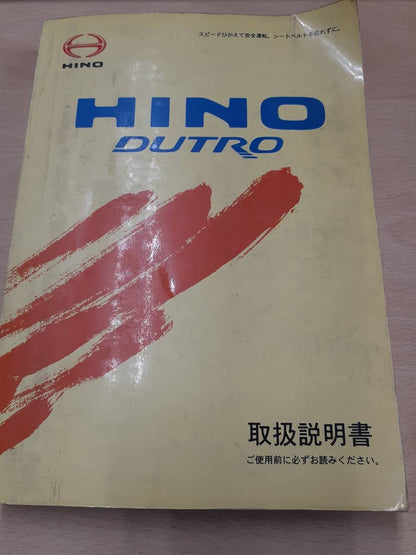 スピードひかえて安全運転、シートベルトを忘れずに。
HINO
HINO
DUTRO
取扱説明書
ご使用前に必ずお読みください。